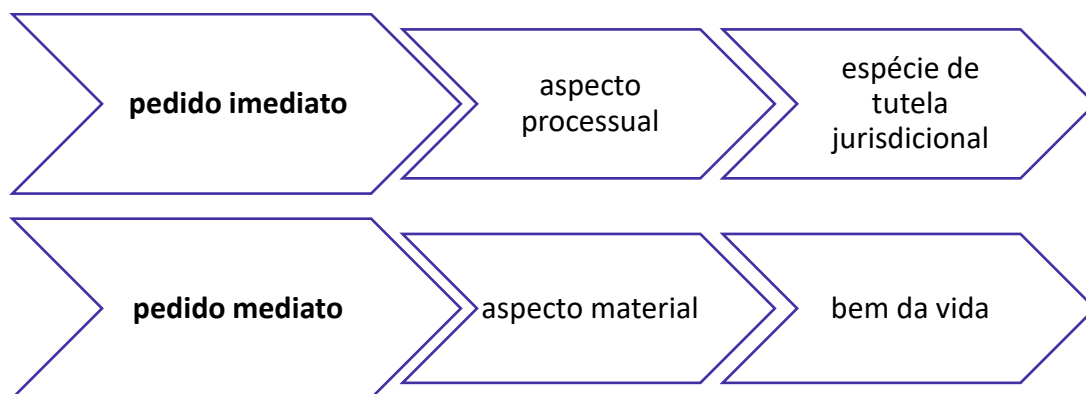 pedido imediato
aspecto
processual
espécie de
tutela
jurisdicional
pedido mediato
aspecto material
bem da vida